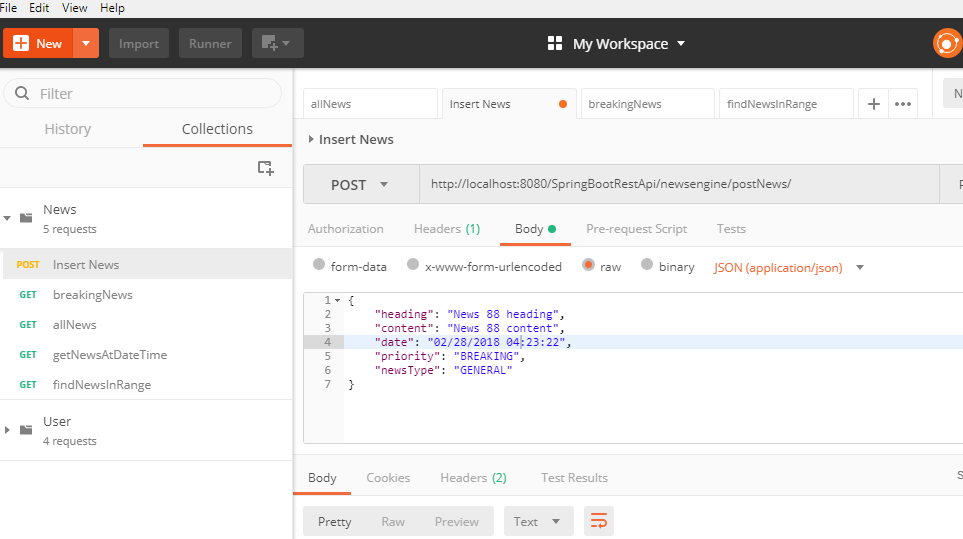 File Edit View Help
New Import Runner My Workspace
Filter
History Collections
News
5 requests
POST Insert News
GET breakingNews
GET allNews
GET getNewsAtDateTime
GET findNewsInRange
User
4 requests
allNews Insert News breakingNews findNewsInRange + ••• N
Insert News
POST http://localhost:8080/SpringBootRestApi/newsengine/postNews/
Authorization Headers (1) Body Pre-request Script Tests
form-data x-www-form-urlencoded raw binary JSON (application/json)
1 {
2 "heading": "News 88 heading",
3 "content": "News 88 content",
4 "date": "02/28/2018 04:23:22",
5 "priority": "BREAKING",
6 "newsType": "GENERAL"
7 }
Body Cookies Headers (2) Test Results S
Pretty Raw Preview Text